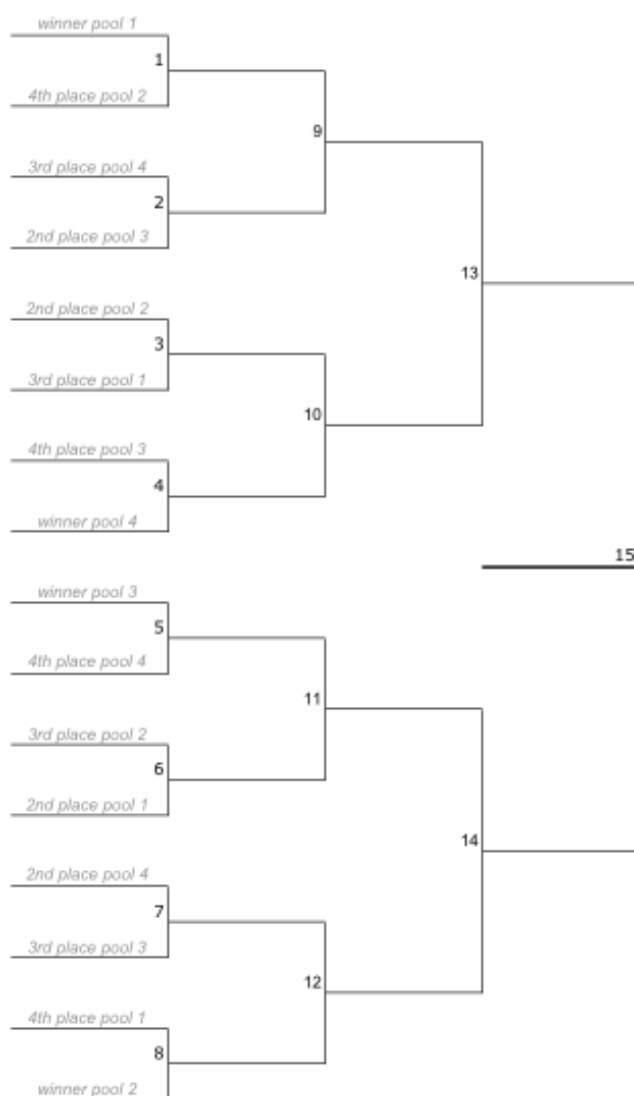 winner pool 1
1
4th place pool 2
9
3rd place pool 4
2
2nd place pool 3
13
2nd place pool 2
3
3rd place pool 1
10
4th place pool 3
4
winner pool 4
15
winner pool 3
5
4th place pool 4
11
3rd place pool 2
6
2nd place pool 1
14
2nd place pool 4
7
3rd place pool 3
12
4th place pool 1
8
winner pool 2